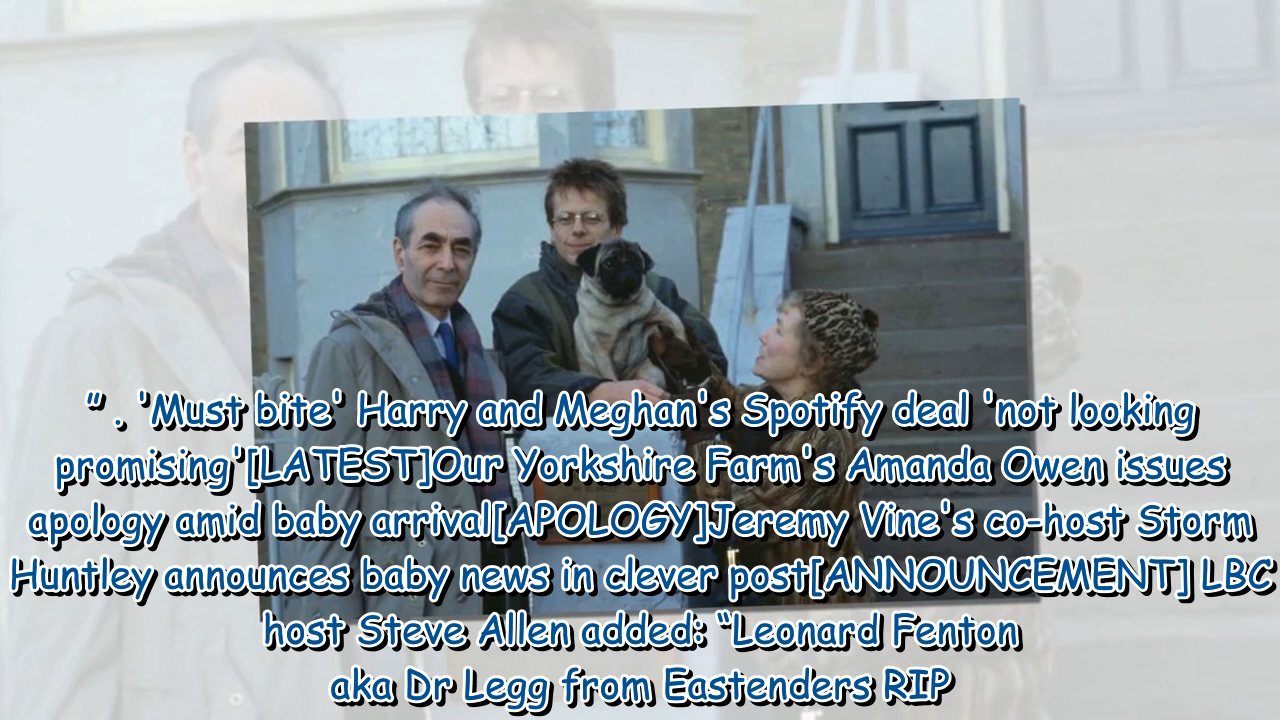 ” . 'Must bite' Harry and Meghan's Spotify deal 'not looking
promising'[LATEST]Our Yorkshire Farm's Amanda Owen issues
apology amid baby arrival[APOLOGY]Jeremy Vine's co-host Storm
Huntley announces baby news in clever post[ANNOUNCEMENT] LBC
host Steve Allen added: “Leonard Fenton
aka Dr Legg from Eastenders RIP